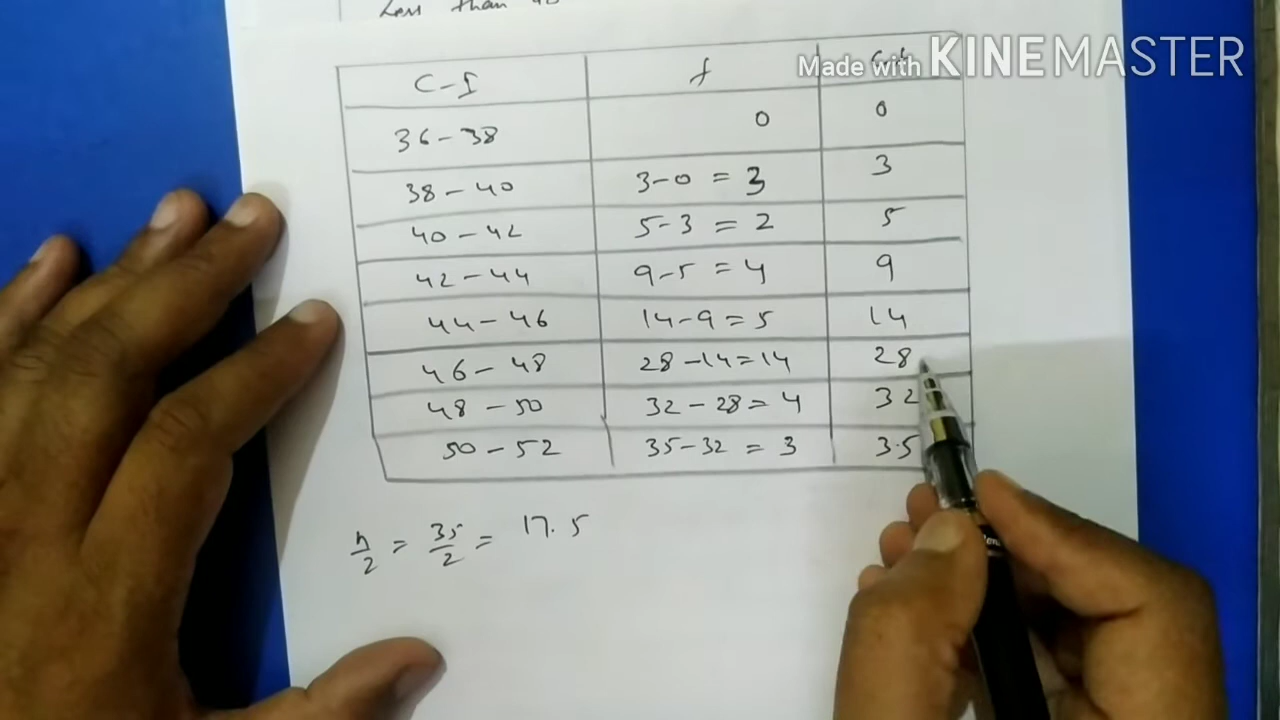 Less than
Made with KINEMASTER
C-I f
36-38 0 0
38-40 3-0 = 3 3
40-42 5-3 = 2 5
42-44 9-5 = 4 9
44-46 14-9 = 5 14
46-48 28-14 = 14 28
48-50 32-28 = 4 32
50-52 35-32 = 3 35
n/2 = 35/2 = 17.5